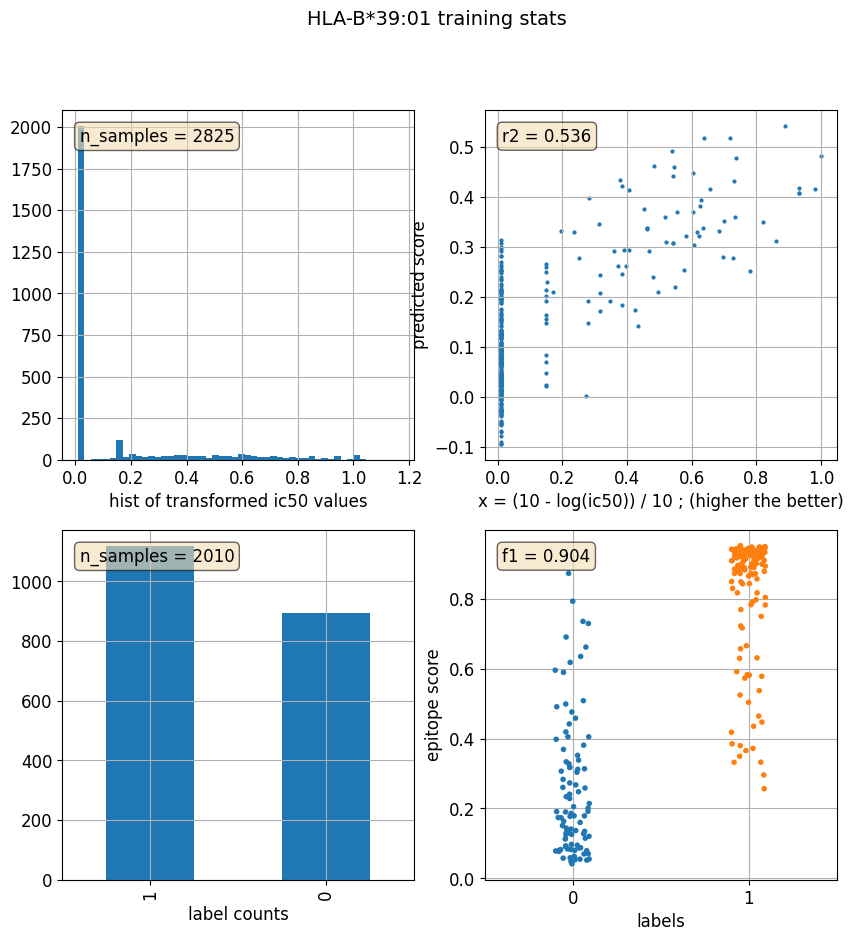 HLA-B*39:01 training stats
n_samples = 2825
2000
1750
1500
1250
1000
750
500
250
0
0.0 0.2 0.4 0.6 0.8 1.0 1.2
hist of transformed ic50 values
r2 = 0.536
predicted score
0.5
0.4
0.3
0.2
0.1
0.0
−0.1
0.0 0.2 0.4 0.6 0.8 1.0
x = (10 - log(ic50)) / 10 ; (higher the better)
n_samples = 2010
1000
800
600
400
200
0
1 0
label counts
f1 = 0.904
epitope score
0.8
0.6
0.4
0.2
0.0
0 1
labels